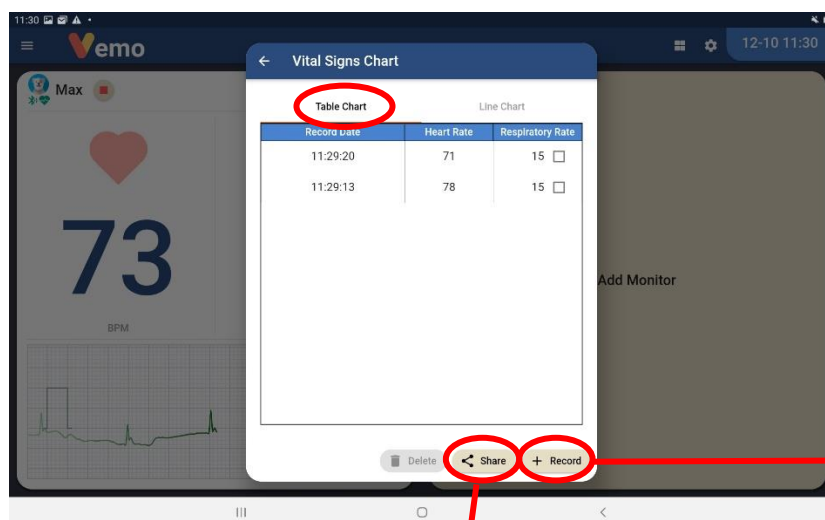 11:30
Vemo
12-10 11:30
Max
73
BPM
Add Monitor
Vital Signs Chart
Table Chart Line Chart
Record Date Heart Rate Respiratory Rate
11:29:20 71 15
11:29:13 78 15
Delete Share + Record